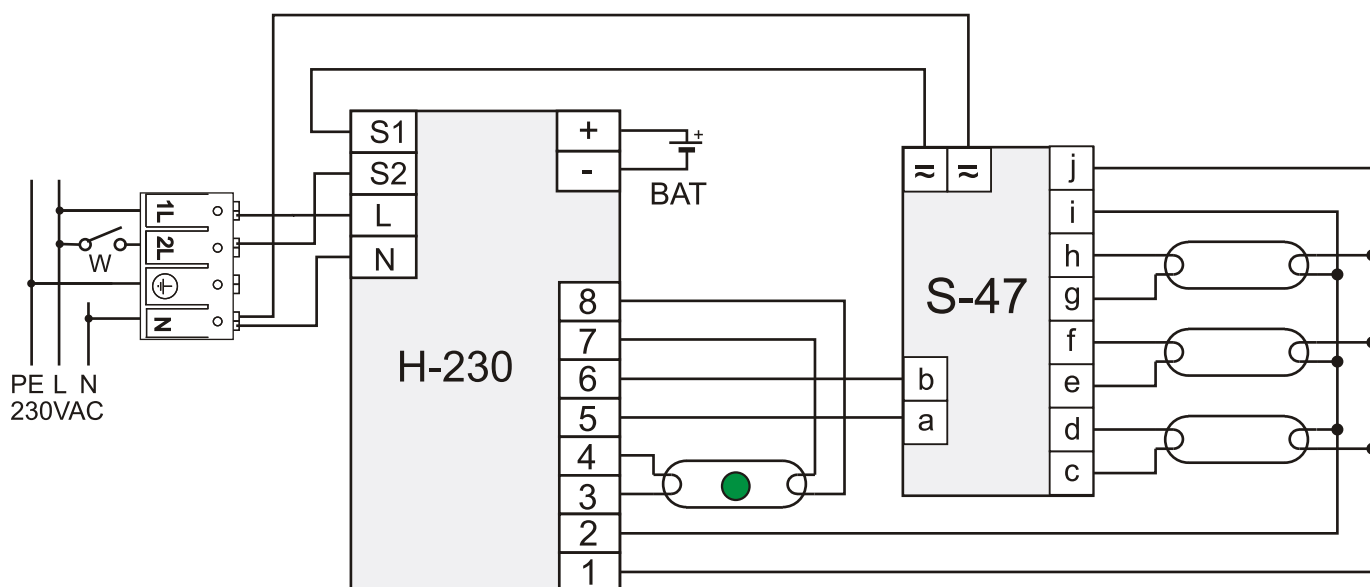 S1
S2
L
N
+
-
+
BAT
≂ ≂
j
i
h
g
f
e
d
c
b
a
S-47
1L
2L
W
N
PE L N
230VAC
H-230
8
7
6
5
4
3
2
1